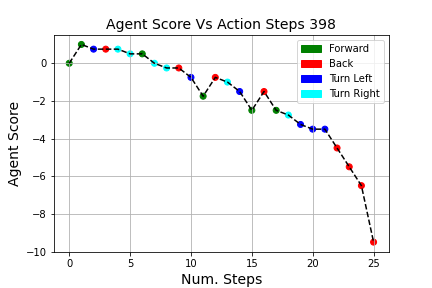 Agent Score Vs Action Steps 398
Forward
Back
Turn Left
Turn Right
Agent Score
0
−2
−4
−6
−8
−10
0 5 10 15 20 25
Num. Steps